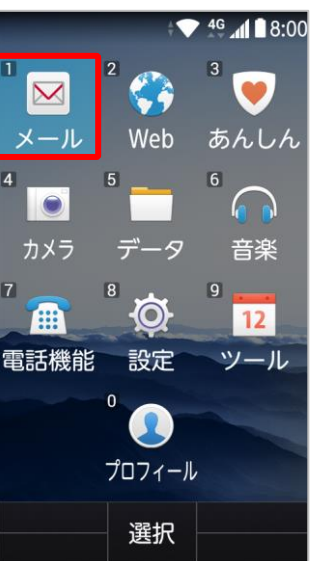 4G 8:00
1 2 3
メール Web あんしん
4 5 6
カメラ データ 音楽
7 8 9
12
電話機能 設定 ツール
0
プロフィール
選択